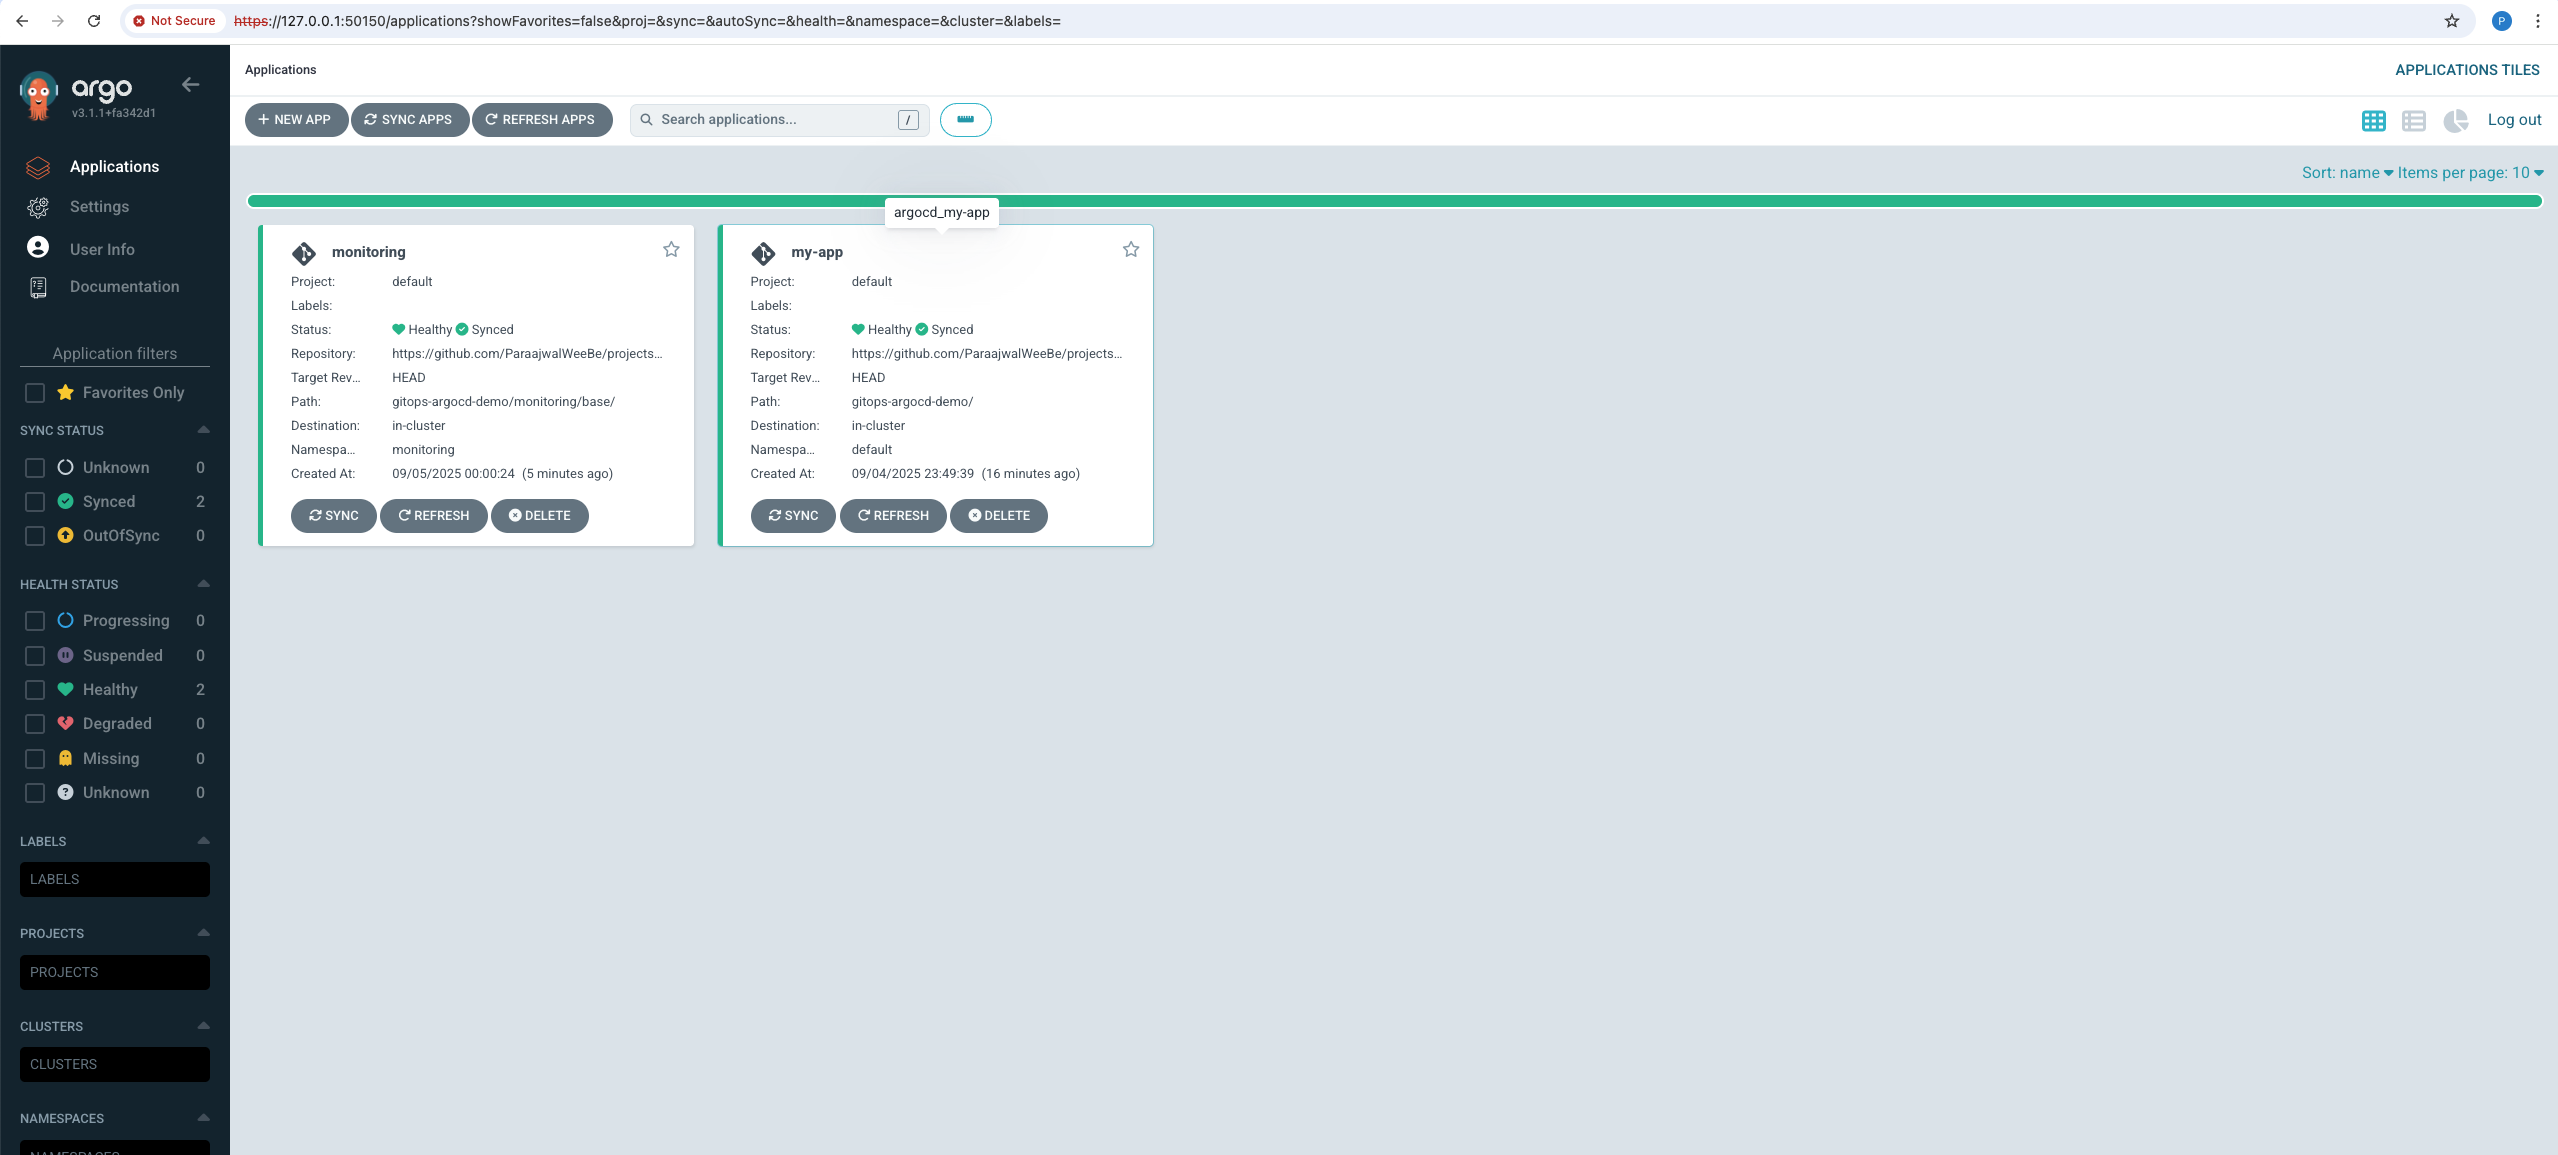 Not Secure https://127.0.0.1:50150/applications?showFavorites=false&proj=&sync=&autoSync=&health=&namespace=&cluster=&labels= P
argo
v3.1.1+fa342d1
Applications
Settings
User Info
Documentation
Application filters
Favorites Only
SYNC STATUS
Unknown 0
Synced 2
OutOfSync 0
HEALTH STATUS
Progressing 0
Suspended 0
Healthy 2
Degraded 0
Missing 0
Unknown 0
LABELS
LABELS
PROJECTS
PROJECTS
CLUSTERS
CLUSTERS
NAMESPACES
NAMESPACES
Applications APPLICATIONS TILES
NEW APP SYNC APPS REFRESH APPS Search applications... / Log out
Sort: name Items per page: 10
argocd_my-app
monitoring
Project: default
Labels:
Status: Healthy Synced
Repository: https://github.com/ParaajwalWeeBe/projects...
Target Rev... HEAD
Path: gitops-argocd-demo/monitoring/base/
Destination: in-cluster
Namespa... monitoring
Created At: 09/05/2025 00:00:24 (5 minutes ago)
SYNC REFRESH DELETE
my-app
Project: default
Labels:
Status: Healthy Synced
Repository: https://github.com/ParaajwalWeeBe/projects...
Target Rev... HEAD
Path: gitops-argocd-demo/
Destination: in-cluster
Namespa... default
Created At: 09/04/2025 23:49:39 (16 minutes ago)
SYNC REFRESH DELETE